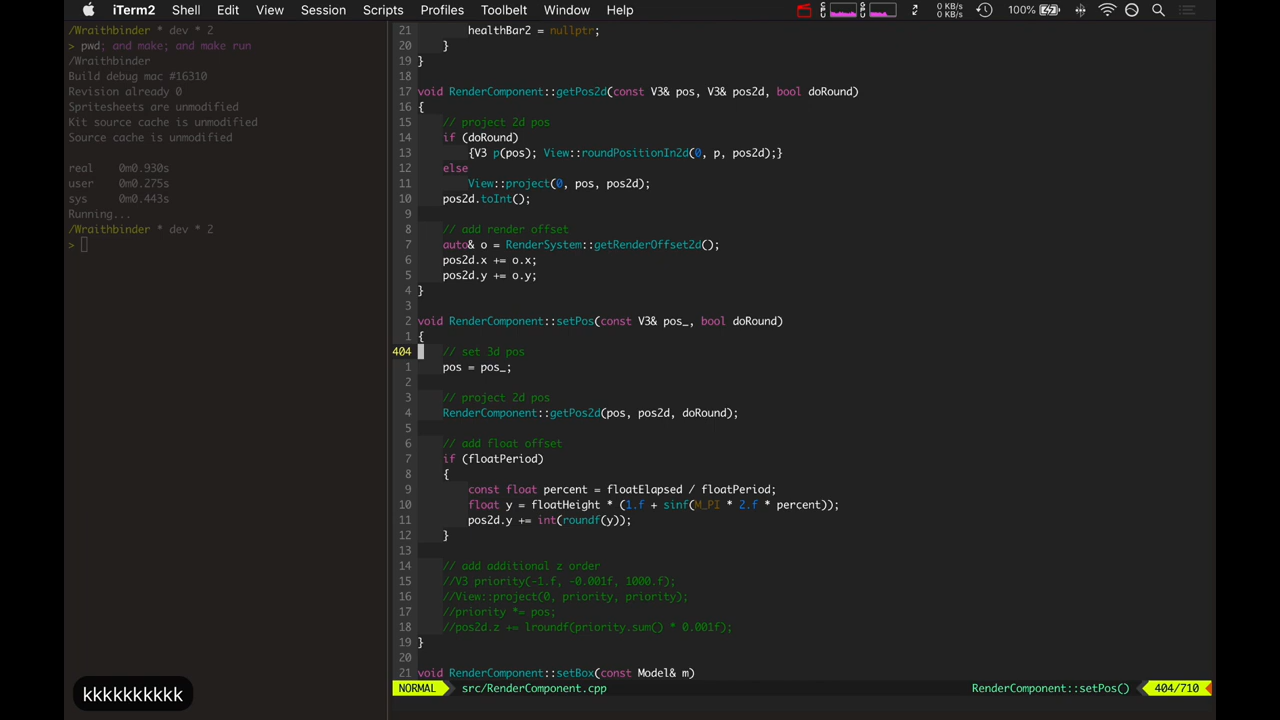 iTerm2 Shell Edit View Session Scripts Profiles Toolbelt Window Help
0 KB/s
0 KB/s
100%
/Wraithbinder * dev * 2
> pwd; and make; and make run
/Wraithbinder
Build debug mac #16310
Revision already 0
Spritesheets are unmodified
Kit source cache is unmodified
Source cache is unmodified
real 0m0.930s
user 0m0.275s
sys 0m0.443s
Running...
/Wraithbinder * dev * 2
>
21 healthBar2 = nullptr;
20 }
19 }
18
17 void RenderComponent::getPos2d(const V3& pos, V3& pos2d, bool doRound)
16 {
15 // project 2d pos
14 if (doRound)
13 {V3 p(pos); View::roundPositionIn2d(0, p, pos2d);}
12 else
11 View::project(0, pos, pos2d);
10 pos2d.toInt();
9
8 // add render offset
7 auto& o = RenderSystem::getRenderOffset2d();
6 pos2d.x += o.x;
5 pos2d.y += o.y;
4 }
3
2 void RenderComponent::setPos(const V3& pos_, bool doRound)
1 {
404 // set 3d pos
1 pos = pos_;
2
3 // project 2d pos
4 RenderComponent::getPos2d(pos, pos2d, doRound);
5
6 // add float offset
7 if (floatPeriod)
8 {
9 const float percent = floatElapsed / floatPeriod;
10 float y = floatHeight * (1.f + sinf(M_PI * 2.f * percent));
11 pos2d.y += int(roundf(y));
12 }
13
14 // add additional z order
15 //V3 priority(-1.f, -0.001f, 1000.f);
16 //View::project(0, priority, priority);
17 //priority *= pos;
18 //pos2d.z += lroundf(priority.sum() * 0.001f);
19 }
20
21 void RenderComponent::setBox(const Model& m)
NORMAL src/RenderComponent.cpp RenderComponent::setPos() 404/710
kkkkkkkkkk